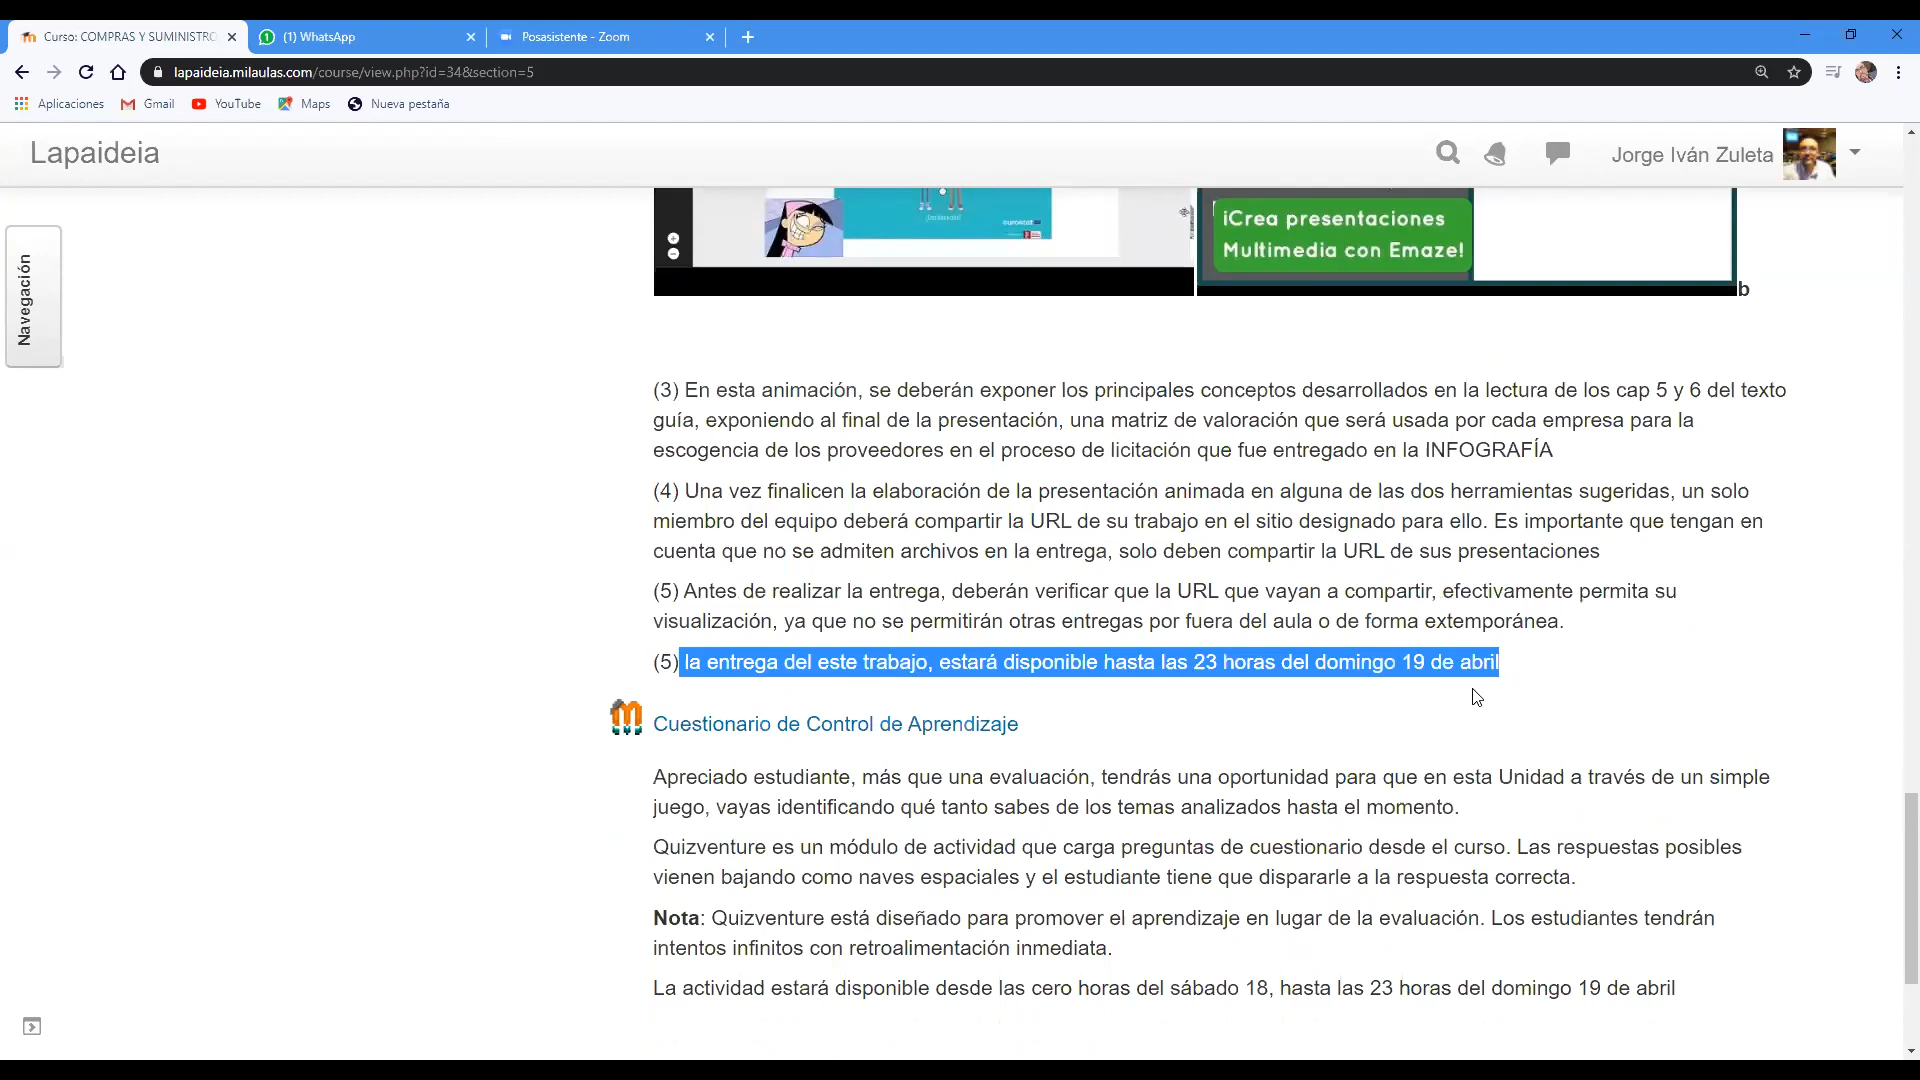 Curso: COMPRAS Y SUMINISTRO
(1) WhatsApp
Posasistente - Zoom
lapaideia.milaulas.com/course/view.php?id=34&section=5
Aplicaciones
Gmail
YouTube
Maps
Nueva pestaña
Lapaideia
Jorge Iván Zuleta
Navegación
¡Crea presentaciones
Multimedia con Emaze!
b
(3) En esta animación, se deberán exponer los principales conceptos desarrollados en la lectura de los cap 5 y 6 del texto
guía, exponiendo al final de la presentación, una matriz de valoración que será usada por cada empresa para la
escogencia de los proveedores en el proceso de licitación que fue entregado en la INFOGRAFÍA
(4) Una vez finalicen la elaboración de la presentación animada en alguna de las dos herramientas sugeridas, un solo
miembro del equipo deberá compartir la URL de su trabajo en el sitio designado para ello. Es importante que tengan en
cuenta que no se admiten archivos en la entrega, solo deben compartir la URL de sus presentaciones
(5) Antes de realizar la entrega, deberán verificar que la URL que vayan a compartir, efectivamente permita su
visualización, ya que no se permitirán otras entregas por fuera del aula o de forma extemporánea.
(5) la entrega del este trabajo, estará disponible hasta las 23 horas del domingo 19 de abril
Cuestionario de Control de Aprendizaje
Apreciado estudiante, más que una evaluación, tendrás una oportunidad para que en esta Unidad a través de un simple
juego, vayas identificando qué tanto sabes de los temas analizados hasta el momento.
Quizventure es un módulo de actividad que carga preguntas de cuestionario desde el curso. Las respuestas posibles
vienen bajando como naves espaciales y el estudiante tiene que dispararle a la respuesta correcta.
Nota: Quizventure está diseñado para promover el aprendizaje en lugar de la evaluación. Los estudiantes tendrán
intentos infinitos con retroalimentación inmediata.
La actividad estará disponible desde las cero horas del sábado 18, hasta las 23 horas del domingo 19 de abril